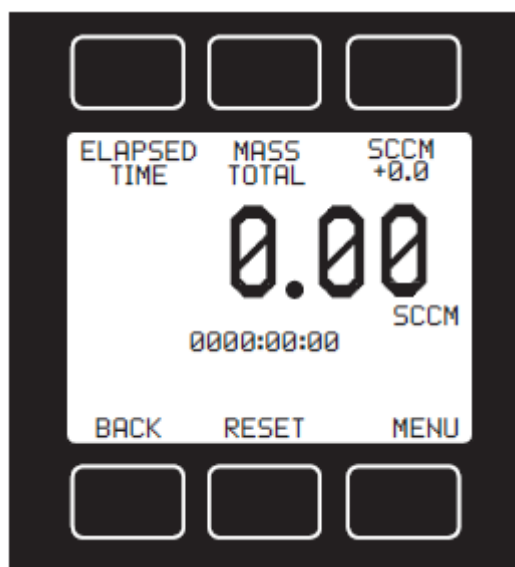 ELAPSED TIME MASS TOTAL SCCM +0.0
0.00
SCCM
0000:00:00
BACK RESET MENU